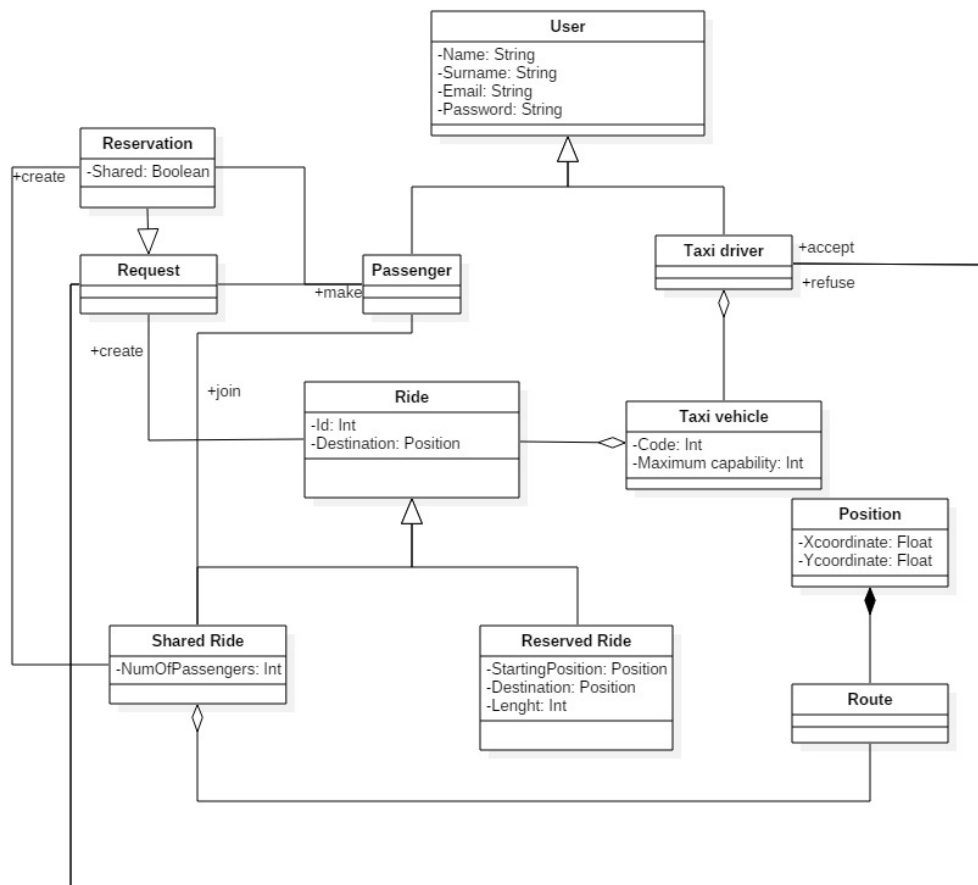 User
-Name: String
-Surname: String
-Email: String
-Password: String
Reservation
-Shared: Boolean
+create
Request
Passenger
+make
Taxi driver
+accept
+refuse
+create
+join
Ride
-Id: Int
-Destination: Position
Taxi vehicle
-Code: Int
-Maximum capability: Int
Position
-Xcoordinate: Float
-Ycoordinate: Float
Shared Ride
-NumOfPassengers: Int
Reserved Ride
-StartingPosition: Position
-Destination: Position
-Lenght: Int
Route